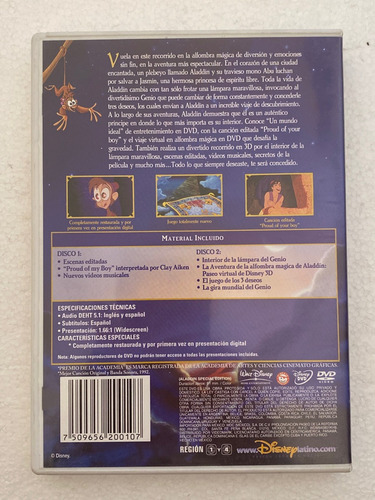 Vuela en este recorrido en la alfombra mágica de diversión y emociones
sin fin, en la aventura más espectacular. En el corazón de una ciudad
encantada, un plebeyo llamado Aladdin y su travieso mono Abu luchan
por salvar a Jasmín, una hermosa princesa de espíritu libre. Toda la vida de
Aladdin cambia con tan sólo frotar una lámpara maravillosa, invocando al
divertidísimo Genio que puede cambiar de forma constantemente y concederle
tres deseos, los cuales envían a Aladdin a un increíble viaje de descubrimiento.
A lo largo de sus aventuras, Aladdin demuestra que él es un auténtico
príncipe en donde lo que más importa es su interior. Conoce "Un mundo
ideal" de entretenimiento en DVD, con la canción editada "Proud of your
boy" y el viaje virtual en alfombra mágica en DVD que desafía la
gravedad. También realiza un divertido recorrido en 3D por el interior de la
lámpara maravillosa, escenas editadas, videos musicales, secretos de la
película y mucho más...Todo lo que siempre deseaste, te será concedido.
Completamente restaurada y por
primera vez en presentación digital
Juego totalmente nuevo
Canción editada
"Proud of your boy"
MATERIAL INCLUIDO
DISCO 1:
• Escenas editadas
• "Proud of my Boy" interpretada por Clay Aiken
• Nuevos videos musicales
DISCO 2:
• Interior de la lámpara del Genio
• La Aventura de la alfombra magica de Aladdin:
Paseo virtual de Disney 3D
• El juego de los 3 deseos
• La gira mundial del Genio
ESPECIFICACIONES TÉCNICAS
• Audio DEHT 5.1: Inglés y español
• Subtítulos: Español
• Presentación: 1.66:1 (Widescreen)
CARACTERÍSTICAS ESPECIALES
* Completamente restaurada y por primera vez en presentación digital
Nota: Algunos reproductores de DVD no podrán tener acceso a todas las presentaciones incluidas.
"PREMIO DE LA ACADEMIA" ES MARCA REGISTRADA DE LA ACADEMIA DE ARTES Y CIENCIAS CINEMATOGRÁFICAS
*Mejor Canción Original y Banda Sonora, 1992.
WALT DISNEY
DISNEY DVD
DVD VIDEO
7 509656 200107
© Disney.
REGIÓN 1 y 4
www.Disneylatino.com